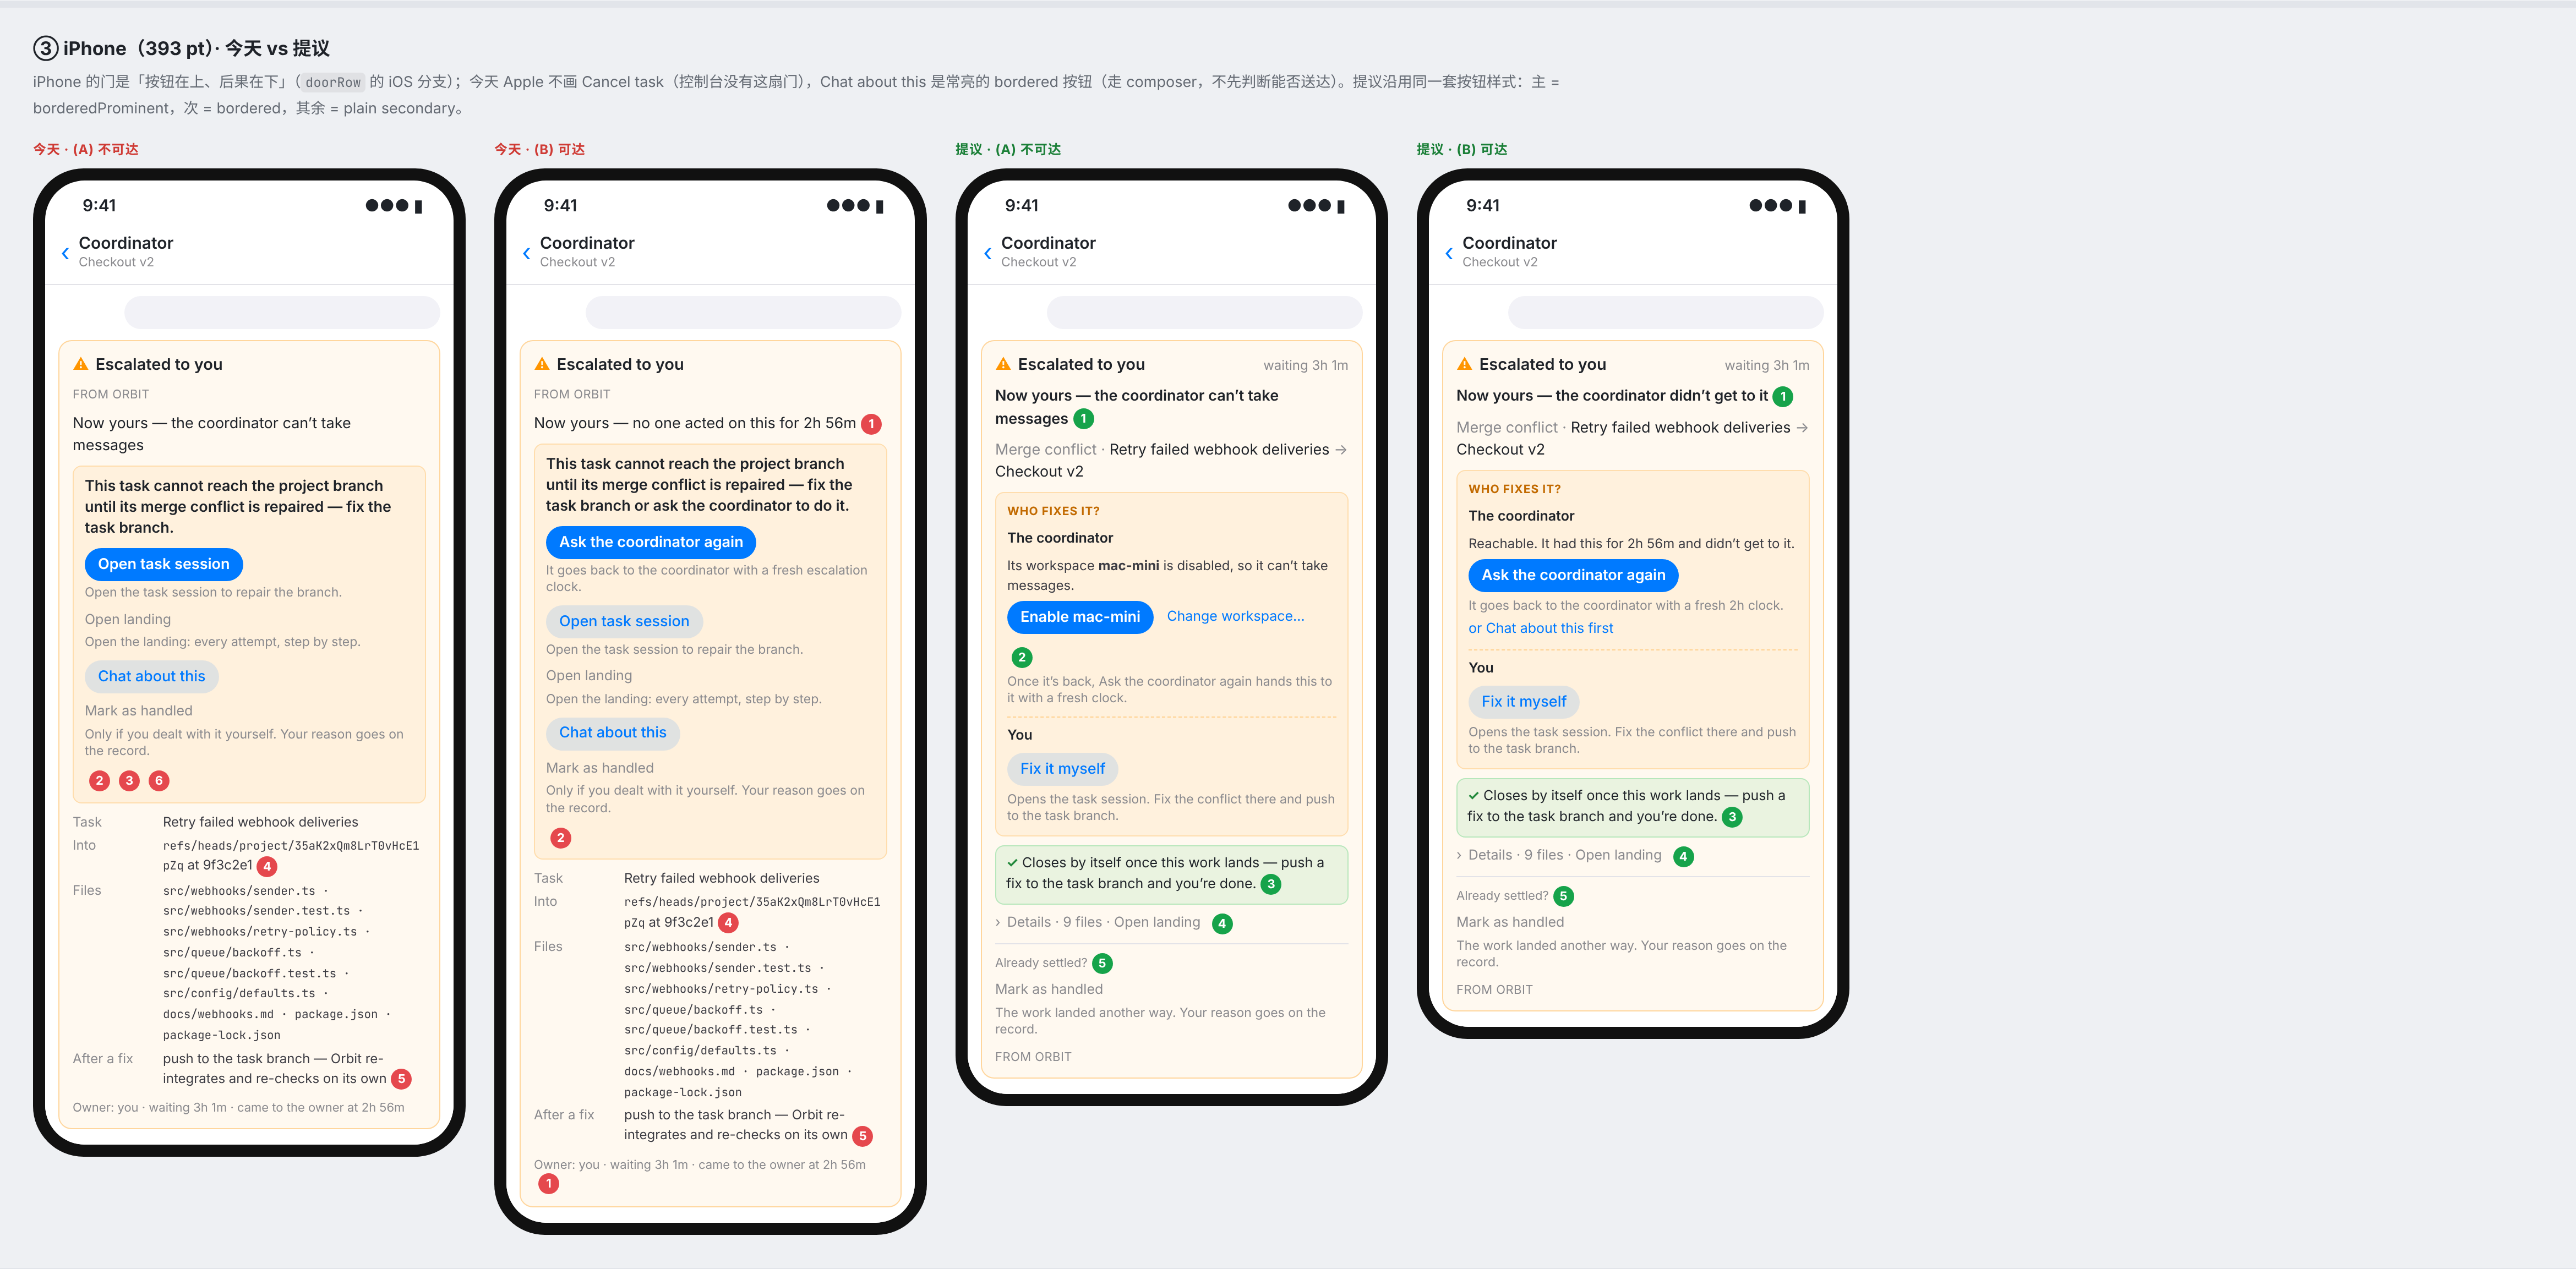 ③ iPhone（393 pt）· 今天 vs 提议
iPhone 的门是「按钮在上、后果在下」（doorRow 的 iOS 分支）；今天 Apple 不画 Cancel task（控制台没有这扇门），Chat about this 是常亮的 bordered 按钮（走 composer，不先判断能否送达）。提议沿用同一套按钮样式：主 =
borderedProminent，次 = bordered，其余 = plain secondary。
今天 · (A) 不可达
9:41
‹ Coordinator
Checkout v2
Escalated to you
FROM ORBIT
Now yours — the coordinator can’t take
messages
This task cannot reach the project branch
until its merge conflict is repaired — fix the
task branch.
Open task session
Open the task session to repair the branch.
Open landing
Open the landing: every attempt, step by step.
Chat about this
Mark as handled
Only if you dealt with it yourself. Your reason goes on
the record.
2 3 6
Task Retry failed webhook deliveries
Into refs/heads/project/35aK2xQm8LrT0vHcE1
pZq at 9f3c2e1 4
Files src/webhooks/sender.ts ·
src/webhooks/sender.test.ts ·
src/webhooks/retry-policy.ts ·
src/queue/backoff.ts ·
src/queue/backoff.test.ts ·
src/config/defaults.ts ·
docs/webhooks.md · package.json ·
package-lock.json
After a fix push to the task branch — Orbit re-
integrates and re-checks on its own 5
Owner: you · waiting 3h 1m · came to the owner at 2h 56m
今天 · (B) 可达
9:41
‹ Coordinator
Checkout v2
Escalated to you
FROM ORBIT
Now yours — no one acted on this for 2h 56m 1
This task cannot reach the project branch
until its merge conflict is repaired — fix the
task branch or ask the coordinator to do it.
Ask the coordinator again
It goes back to the coordinator with a fresh escalation
clock.
Open task session
Open the task session to repair the branch.
Open landing
Open the landing: every attempt, step by step.
Chat about this
Mark as handled
Only if you dealt with it yourself. Your reason goes on
the record.
2
Task Retry failed webhook deliveries
Into refs/heads/project/35aK2xQm8LrT0vHcE1
pZq at 9f3c2e1 4
Files src/webhooks/sender.ts ·
src/webhooks/sender.test.ts ·
src/webhooks/retry-policy.ts ·
src/queue/backoff.ts ·
src/queue/backoff.test.ts ·
src/config/defaults.ts ·
docs/webhooks.md · package.json ·
package-lock.json
After a fix push to the task branch — Orbit re-
integrates and re-checks on its own 5
Owner: you · waiting 3h 1m · came to the owner at 2h 56m
1
提议 · (A) 不可达
9:41
‹ Coordinator
Checkout v2
Escalated to you waiting 3h 1m
Now yours — the coordinator can’t take
messages 1
Merge conflict · Retry failed webhook deliveries →
Checkout v2
WHO FIXES IT?
The coordinator
Its workspace mac-mini is disabled, so it can’t take
messages.
Enable mac-mini Change workspace…
2
Once it’s back, Ask the coordinator again hands this to
it with a fresh clock.
You
Fix it myself
Opens the task session. Fix the conflict there and push
to the task branch.
✓ Closes by itself once this work lands — push a
fix to the task branch and you’re done. 3
› Details · 9 files · Open landing 4
Already settled? 5
Mark as handled
The work landed another way. Your reason goes on the
record.
FROM ORBIT
提议 · (B) 可达
9:41
‹ Coordinator
Checkout v2
Escalated to you waiting 3h 1m
Now yours — the coordinator didn’t get to it 1
Merge conflict · Retry failed webhook deliveries →
Checkout v2
WHO FIXES IT?
The coordinator
Reachable. It had this for 2h 56m and didn’t get to it.
Ask the coordinator again
It goes back to the coordinator with a fresh 2h clock.
or Chat about this first
You
Fix it myself
Opens the task session. Fix the conflict there and push
to the task branch.
✓ Closes by itself once this work lands — push a
fix to the task branch and you’re done. 3
› Details · 9 files · Open landing 4
Already settled? 5
Mark as handled
The work landed another way. Your reason goes on the
record.
FROM ORBIT